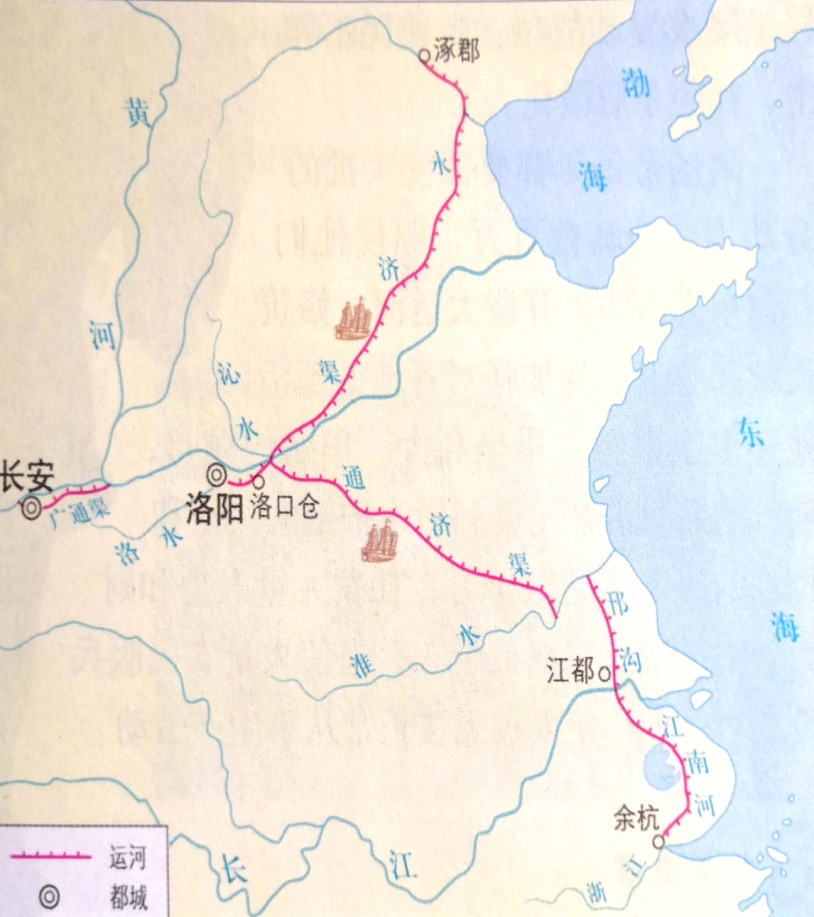 涿郡
渤海
黄河
永济渠
沁水
东海
长安
广通渠
洛阳
洛口仓
洛水
通济渠
邗沟
淮水
江都
江南河
余杭
浙江
长江
运河
都城